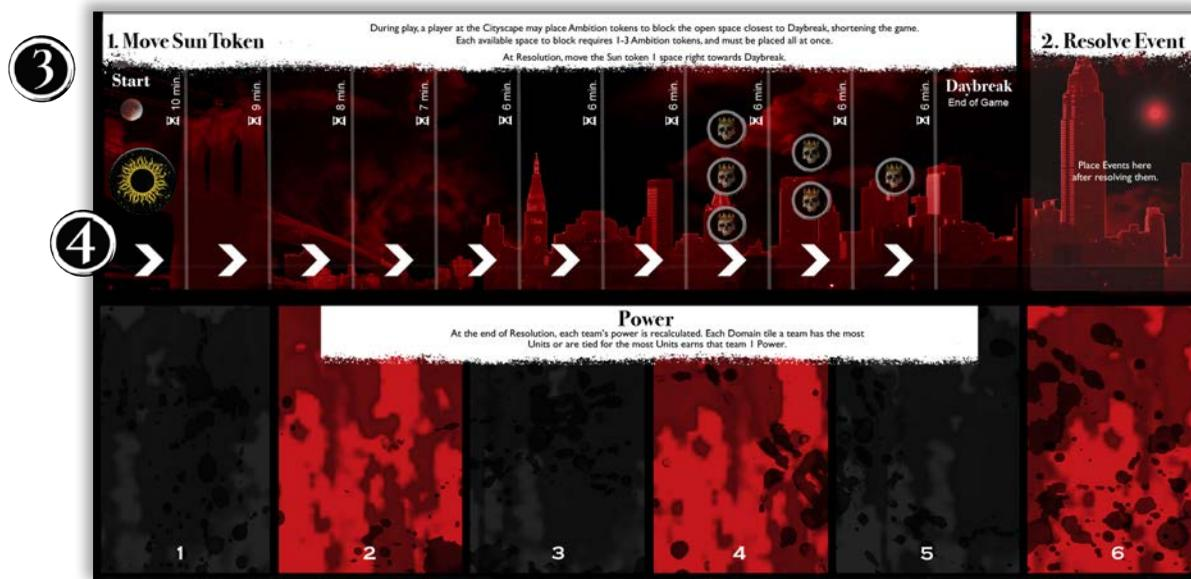 3
1. Move Sun Token
During play, a player at the Cityscape may place Ambition tokens to block the open space closest to Daybreak, shortening the game.
Each available space to block requires 1-3 Ambition tokens, and must be placed all at once.
At Resolution, move the Sun token 1 space right towards Daybreak.
2. Resolve Event
Start
10 min.
9 min.
8 min.
7 min.
6 min.
6 min.
6 min.
6 min.
6 min.
6 min.
Daybreak
End of Game
Place Events here
after resolving them.
4
Power
At the end of Resolution, each team's power is recalculated. Each Domain tile a team has the most
Units or are tied for the most Units earns that team 1 Power.
1
2
3
4
5
6